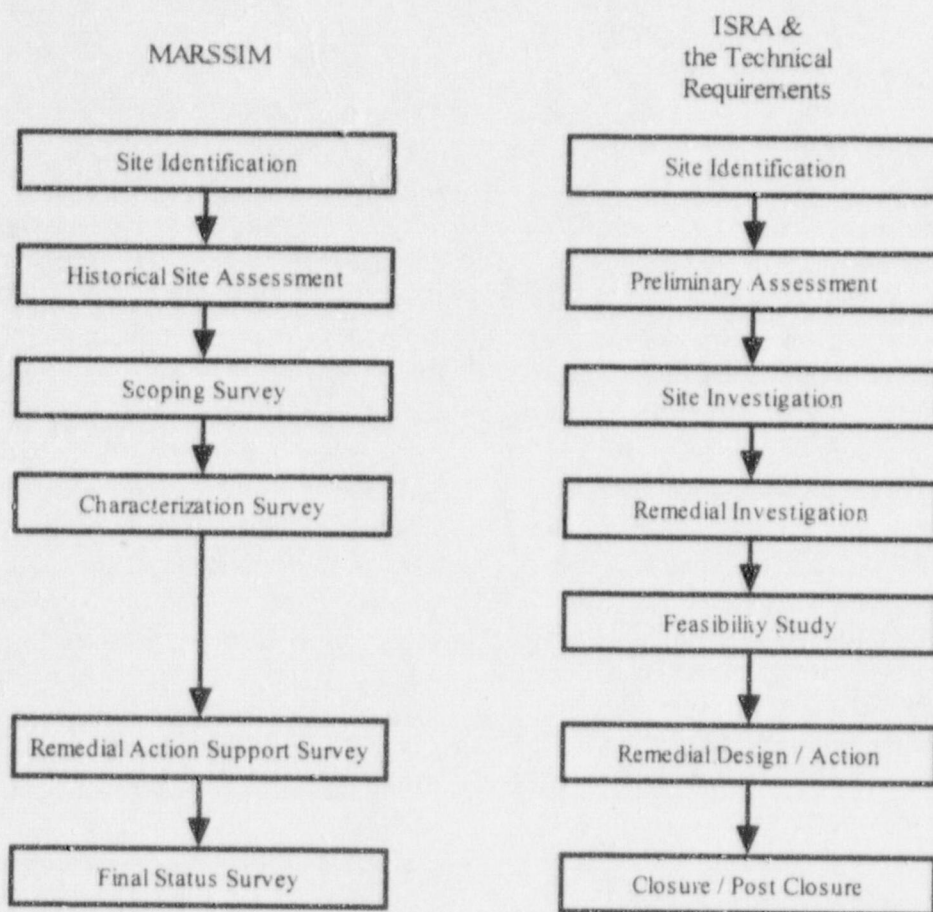 MARSSIM
Site Identification
Historical Site Assessment
Scoping Survey
Characterization Survey
Remedial Action Support Survey
Final Status Survey
ISRA &
the Technical
Requirements
Site Identification
Preliminary Assessment
Site Investigation
Remedial Investigation
Feasibility Study
Remedial Design / Action
Closure / Post Closure